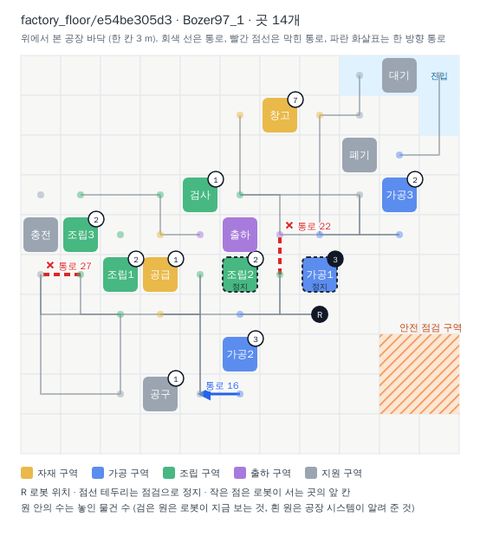 factory_floor/e54be305d3 · Bozer97_1 · 곳 14개
위에서 본 공장 바닥 (한 칸 3 m). 회색 선은 통로, 빨간 점선은 막힌 통로, 파란 화살표는 한 방향 통로
대기
전립
7
창고
폐기
1
검사
2
가공3
충전
2
조립3
출하
✕ 통로 22
✕ 통로 27
2
조립1
1
공급
2
조립2
정지
3
가공1
정지
R
안전 점검 구역
3
가공2
통로 16
1
공구
자재 구역 가공 구역 조립 구역 출하 구역 지원 구역
R 로봇 위치 · 점선 테두리는 점검으로 정지 · 작은 점은 로봇이 서는 곳의 앞 칸
원 안의 수는 놓인 물건 수 (검은 원은 로봇이 지금 보는 것, 흰 원은 공장 시스템이 알려 준 것)